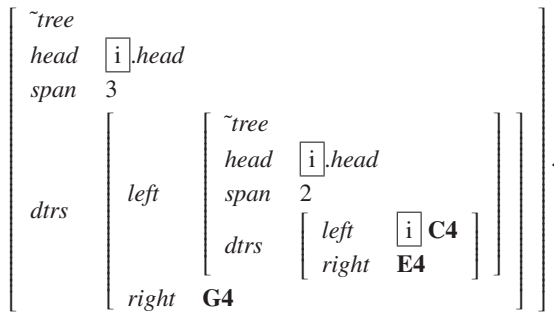 ˜tree
head i .head
span 3
˜tree
head i .head
span 2
dtrs left dtrs left i C4
right E4
right G4
.